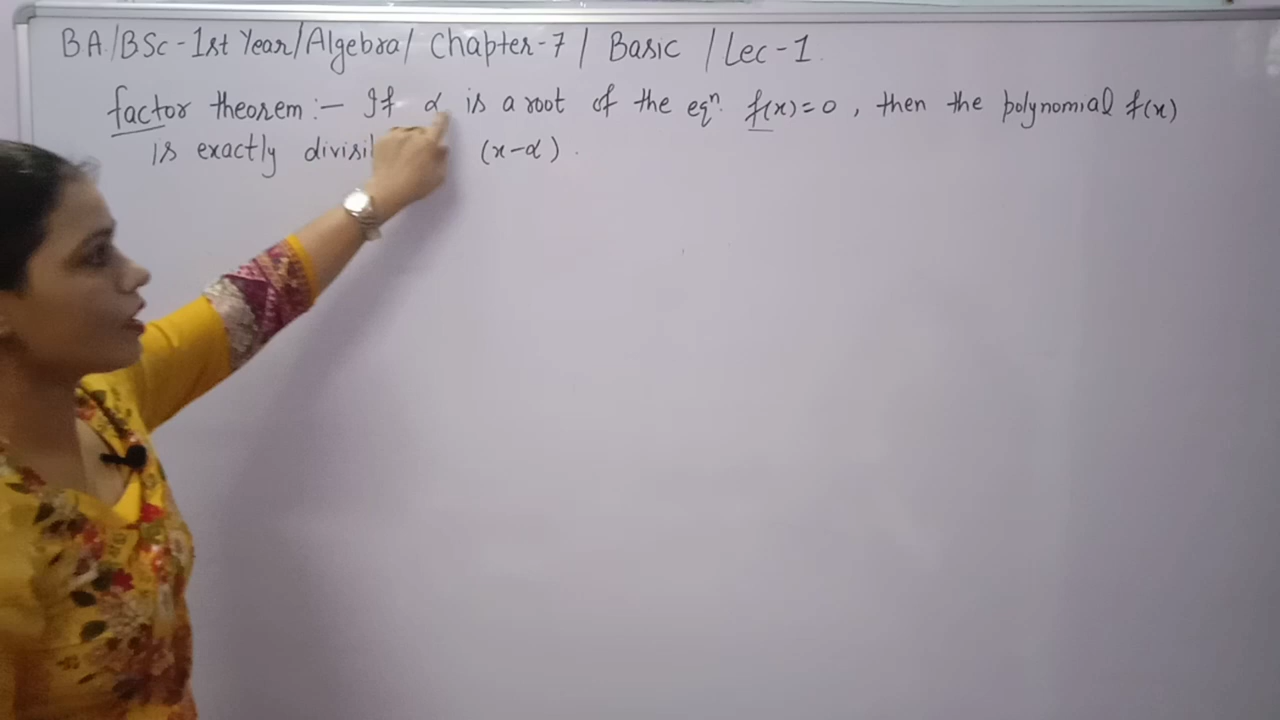 BA/BSc-1st Year/Algebra/ Chapter-7/ Basic /Lec-1.
factor theorem:- If α is a root of the eqⁿ. f(x)=0, then the polynomial f(x)
is exactly (x-α).